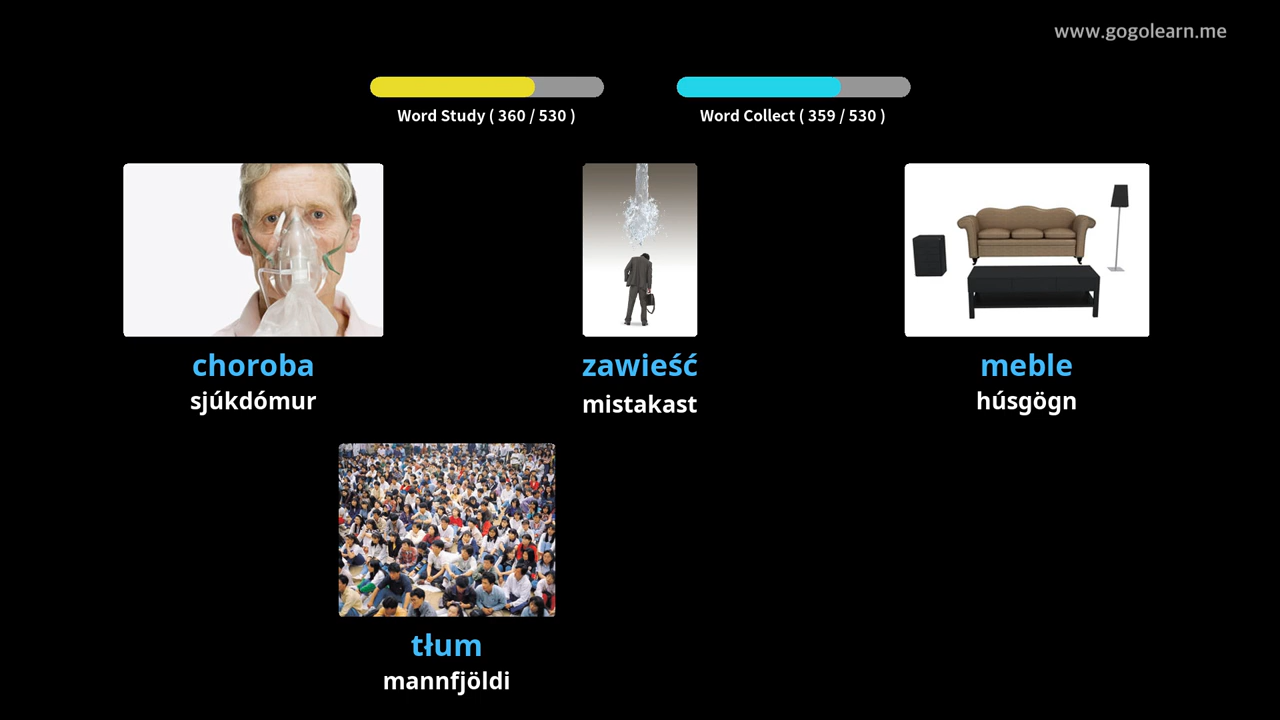 www.gogolearn.me
Word Study ( 360 / 530 )
Word Collect ( 359 / 530 )
choroba
sjúkdómur
zawieść
mistakast
meble
húsgögn
tłum
mannfjöldi